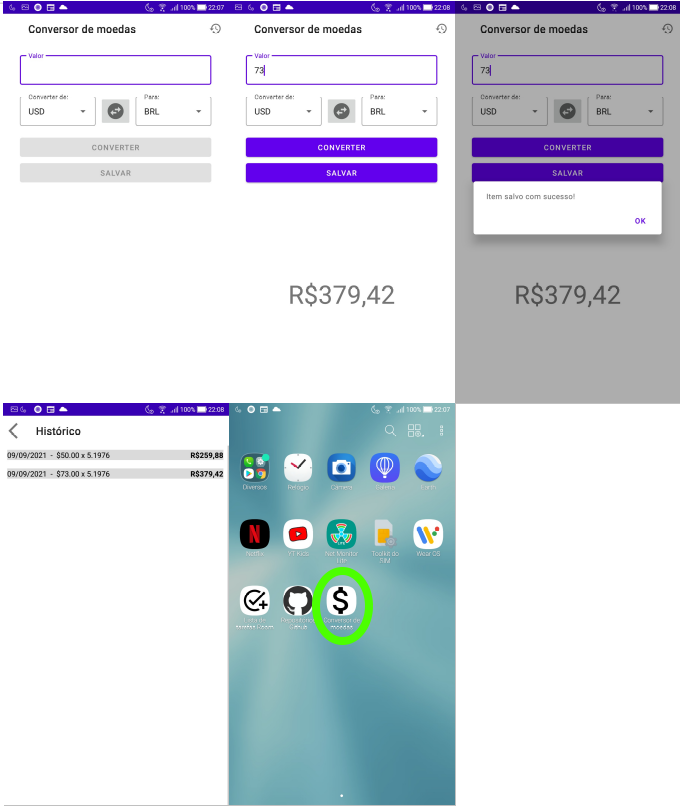 100% 22:07
Conversor de moedas
Valor
Converter de:
Para:
USD
BRL
CONVERTER
SALVAR
100% 22:08
Conversor de moedas
Valor
73
Converter de:
Para:
USD
BRL
CONVERTER
SALVAR
R$379,42
100% 22:08
Conversor de moedas
Valor
73
Converter de:
Para:
USD
BRL
CONVERTER
SALVAR
Item salvo com sucesso!
OK
R$379,42
100% 22:08
Histórico
09/09/2021 - $50.00 x 5.1976 R$259,88
09/09/2021 - $73.00 x 5.1976 R$379,42
100% 22:07
Diversos
Relógio
Câmera
Galeria
Netflix
YT Kids
Net Monitor
Lite
Toolkit do
SIM
Wear OS
Lista de
tarefas Room
Github
Conversor de
moedas